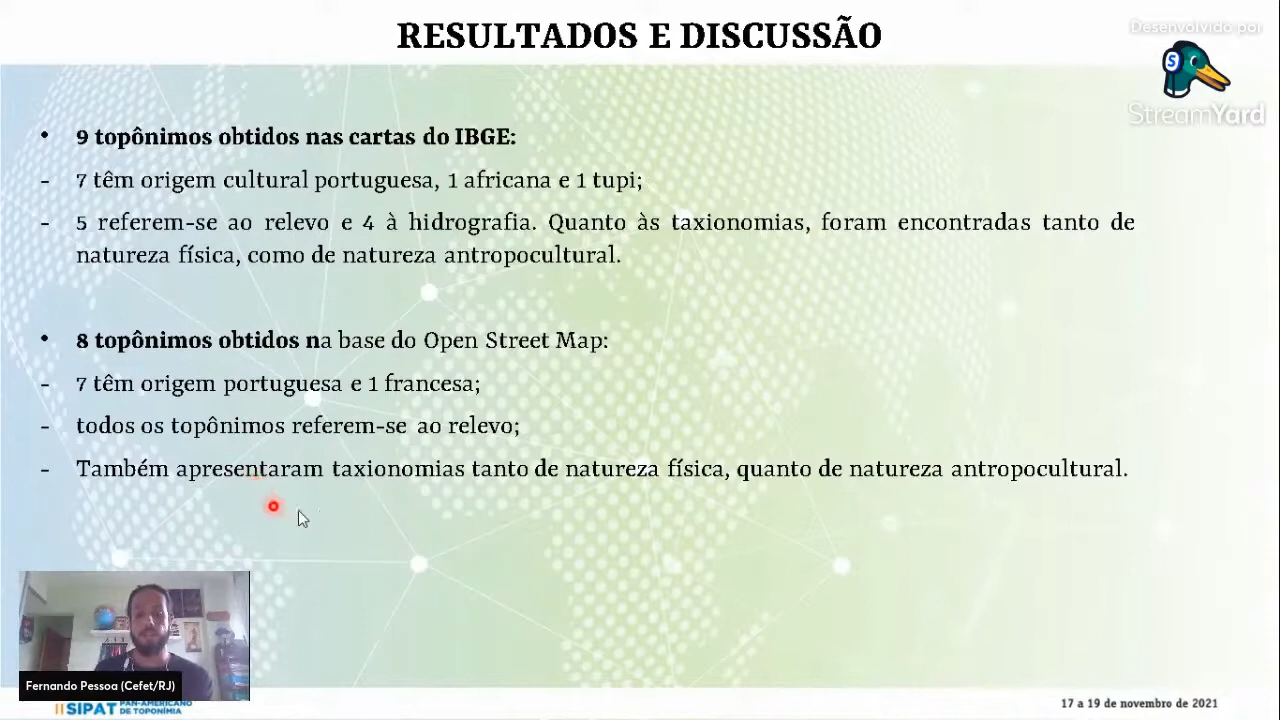 RESULTADOS E DISCUSSÃO
Desenvolvido por
S
StreamYard
• 9 topônimos obtidos nas cartas do IBGE:
- 7 têm origem cultural portuguesa, 1 africana e 1 tupi;
- 5 referem-se ao relevo e 4 à hidrografia. Quanto às taxionomias, foram encontradas tanto de
natureza física, como de natureza antropocultural.
• 8 topônimos obtidos na base do Open Street Map:
- 7 têm origem portuguesa e 1 francesa;
- todos os topônimos referem-se ao relevo;
- Também apresentaram taxionomias tanto de natureza física, quanto de natureza antropocultural.
Fernando Pessoa (Cefet/RJ)
II SIPAT PAN-AMERICANO
DE TOPONÍMIA
17 a 19 de novembro de 2021